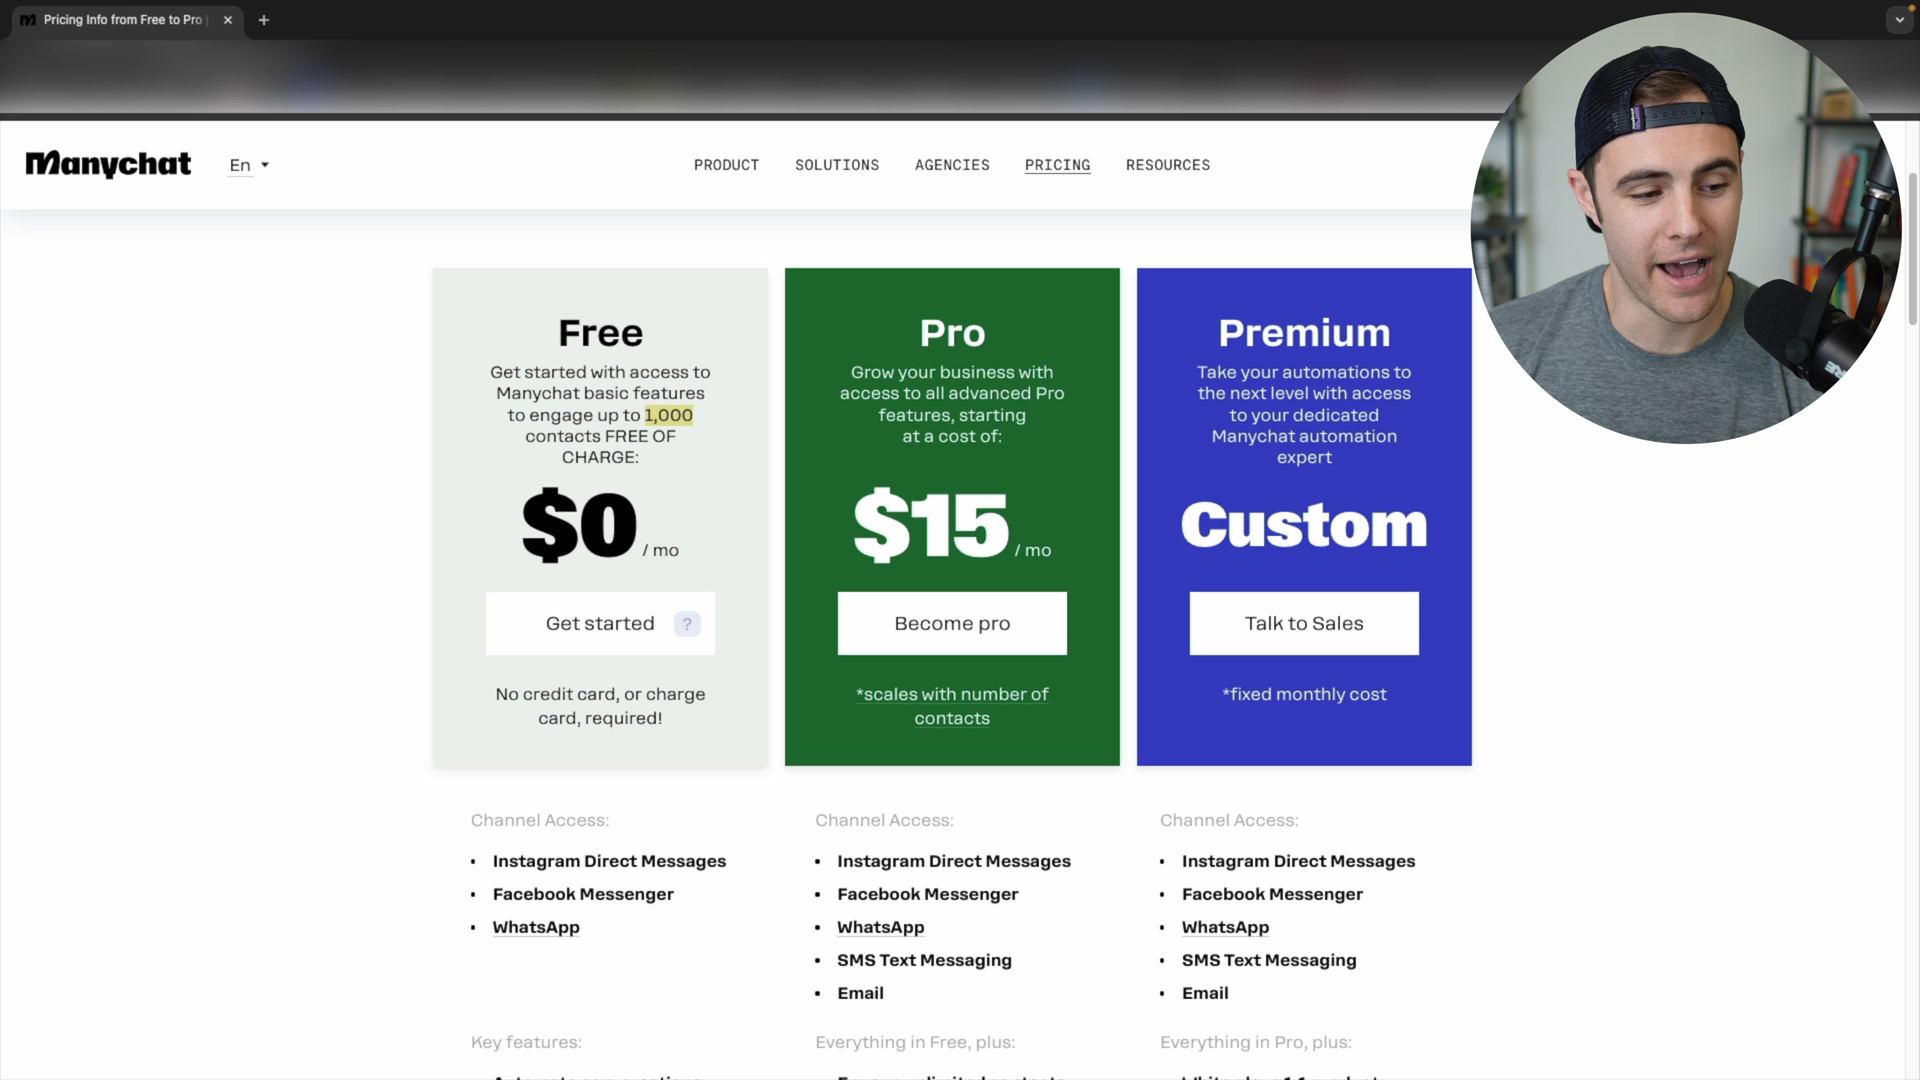 Pricing Info from Free to Pro
Manychat
En
PRODUCT
SOLUTIONS
AGENCIES
PRICING
RESOURCES
Free
Get started with access to
Manychat basic features
to engage up to 1,000
contacts FREE OF
CHARGE:
$0 / mo
Get started ?
No credit card, or charge
card, required!
Pro
Grow your business with
access to all advanced Pro
features, starting
at a cost of:
$15 / mo
Become pro
*scales with number of
contacts
Premium
Take your automations to
the next level with access
to your dedicated
Manychat automation
expert
Custom
Talk to Sales
*fixed monthly cost
Channel Access:
• Instagram Direct Messages
• Facebook Messenger
• WhatsApp
Key features:
Channel Access:
• Instagram Direct Messages
• Facebook Messenger
• WhatsApp
• SMS Text Messaging
• Email
Everything in Free, plus:
Channel Access:
• Instagram Direct Messages
• Facebook Messenger
• WhatsApp
• SMS Text Messaging
• Email
Everything in Pro, plus: